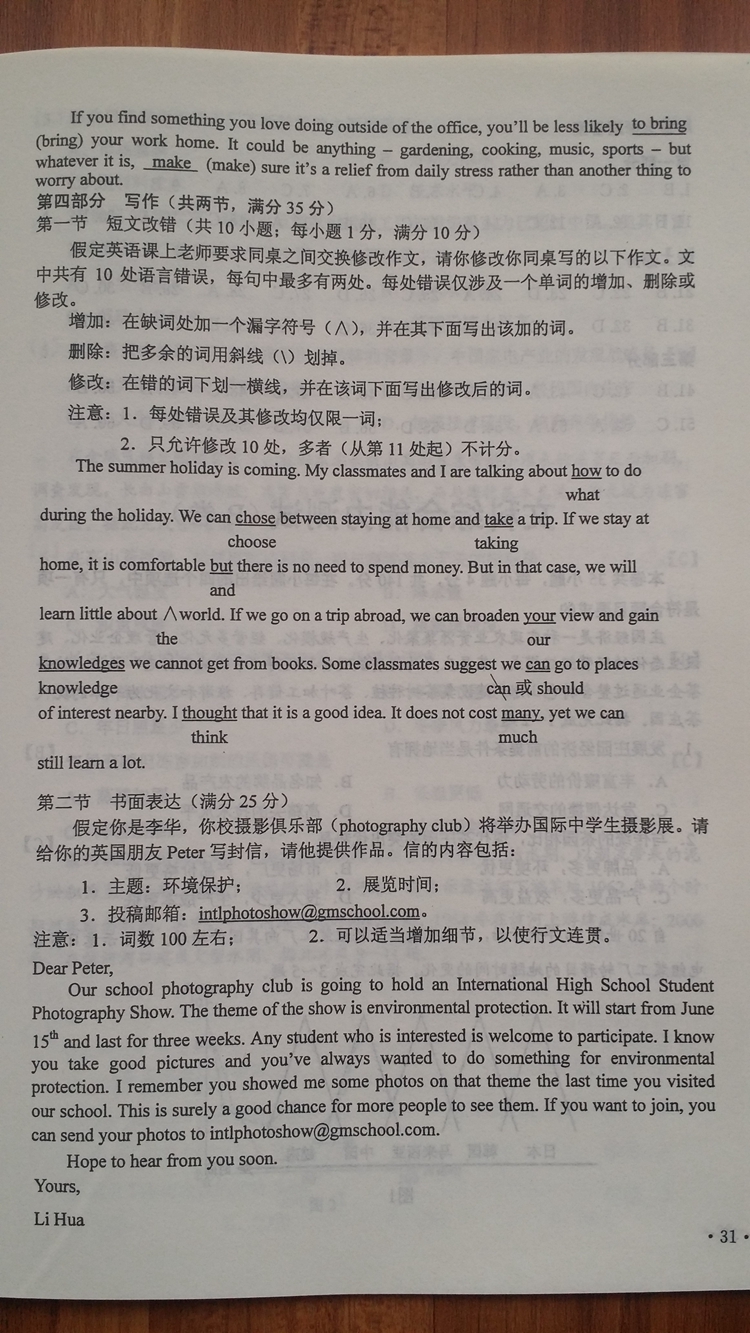 If you find something you love doing outside of the office, you'll be less likely to bring
(bring) your work home. It could be anything – gardening, cooking, music, sports – but
whatever it is, make (make) sure it's a relief from daily stress rather than another thing to
worry about.
第四部分 写作（共两节，满分 35 分）
第一节 短文改错（共 10 小题；每小题 1 分，满分 10 分）
假定英语课上老师要求同桌之间交换修改作文，请你修改你同桌写的以下作文。文
中共有 10 处语言错误，每句中最多有两处。每处错误仅涉及一个单词的增加、删除或
修改。
增加：在缺词处加一个漏字符号（∧），并在其下面写出该加的词。
删除：把多余的词用斜线（\）划掉。
修改：在错的词下划一横线，并在该词下面写出修改后的词。
注意：1．每处错误及其修改均仅限一词；
2．只允许修改 10 处，多者（从第 11 处起）不计分。
The summer holiday is coming. My classmates and I are talking about how to do
what
during the holiday. We can chose between staying at home and take a trip. If we stay at
choose taking
home, it is comfortable but there is no need to spend money. But in that case, we will
and
learn little about ∧world. If we go on a trip abroad, we can broaden your view and gain
the our
knowledges we cannot get from books. Some classmates suggest we can go to places
knowledge can 或 should
of interest nearby. I thought that it is a good idea. It does not cost many, yet we can
think much
still learn a lot.
第二节 书面表达（满分 25 分）
假定你是李华，你校摄影俱乐部（photography club）将举办国际中学生摄影展。请
给你的英国朋友 Peter 写封信，请他提供作品。信的内容包括：
1．主题：环境保护； 2．展览时间；
3．投稿邮箱：intlphotoshow@gmschool.com。
注意：1．词数 100 左右； 2．可以适当增加细节，以使行文连贯。
Dear Peter,
Our school photography club is going to hold an International High School Student
Photography Show. The theme of the show is environmental protection. It will start from June
15th and last for three weeks. Any student who is interested is welcome to participate. I know
you take good pictures and you've always wanted to do something for environmental
protection. I remember you showed me some photos on that theme the last time you visited
our school. This is surely a good chance for more people to see them. If you want to join, you
can send your photos to intlphotoshow@gmschool.com.
Hope to hear from you soon.
Yours,
Li Hua
· 31 ·